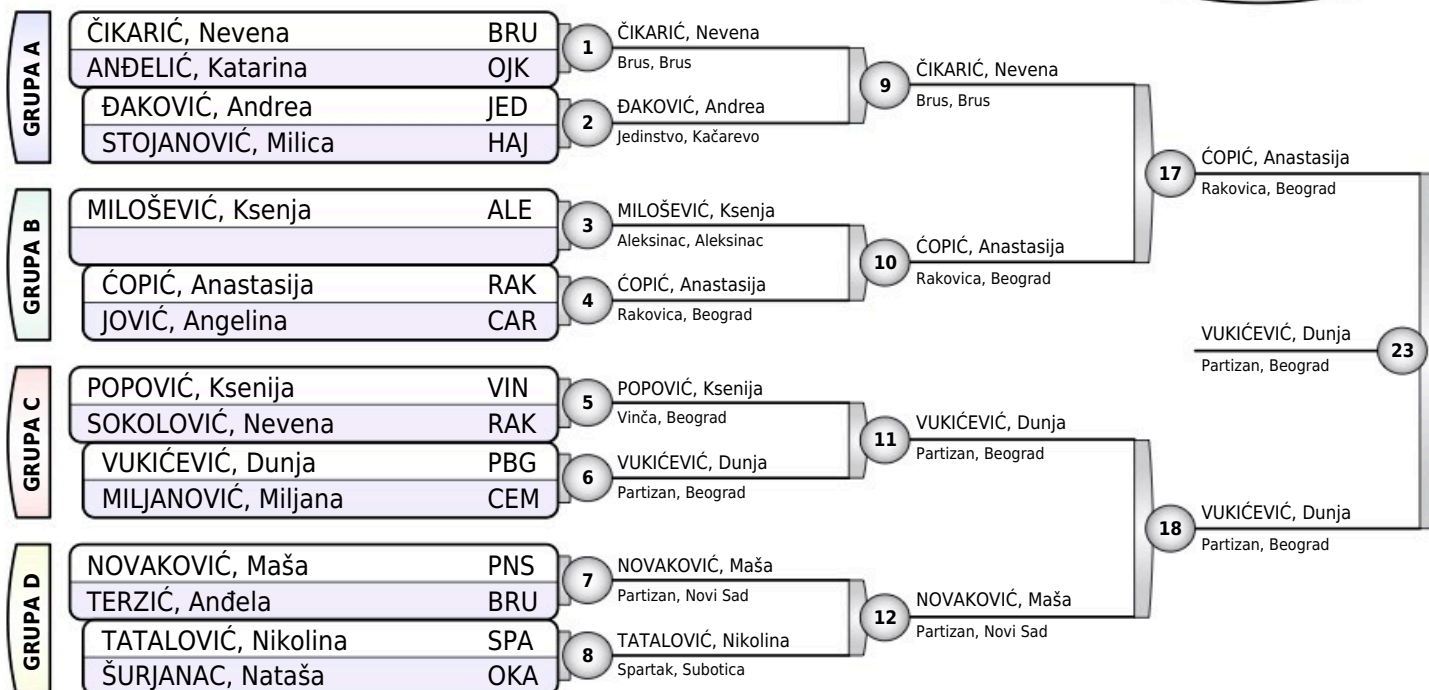 GRUPA A
ČIKARIĆ, Nevena BRU
ANĐELIĆ, Katarina OJK
ĐAKOVIĆ, Andrea JED
STOJANOVIĆ, Milica HAJ
GRUPA B
MILOŠEVIĆ, Ksenja ALE
ĆOPIĆ, Anastasija RAK
JOVIĆ, Angelina CAR
GRUPA C
POPOVIĆ, Ksenija VIN
SOKOLOVIĆ, Nevena RAK
VUKIĆEVIĆ, Dunja PBG
MILJANOVIĆ, Miljana CEM
GRUPA D
NOVAKOVIĆ, Maša PNS
TERZIĆ, Anđela BRU
TATALOVIĆ, Nikolina SPA
ŠURJANAC, Nataša OKA
1
ČIKARIĆ, Nevena
Brus, Brus
2
ĐAKOVIĆ, Andrea
Jedinstvo, Kačarevo
3
MILOŠEVIĆ, Ksenja
Aleksinac, Aleksinac
4
ĆOPIĆ, Anastasija
Rakovica, Beograd
5
POPOVIĆ, Ksenija
Vinča, Beograd
6
VUKIĆEVIĆ, Dunja
Partizan, Beograd
7
NOVAKOVIĆ, Maša
Partizan, Novi Sad
8
TATALOVIĆ, Nikolina
Spartak, Subotica
9
ČIKARIĆ, Nevena
Brus, Brus
10
ĆOPIĆ, Anastasija
Rakovica, Beograd
11
VUKIĆEVIĆ, Dunja
Partizan, Beograd
12
NOVAKOVIĆ, Maša
Partizan, Novi Sad
17
ĆOPIĆ, Anastasija
Rakovica, Beograd
18
VUKIĆEVIĆ, Dunja
Partizan, Beograd
VUKIĆEVIĆ, Dunja
Partizan, Beograd
23